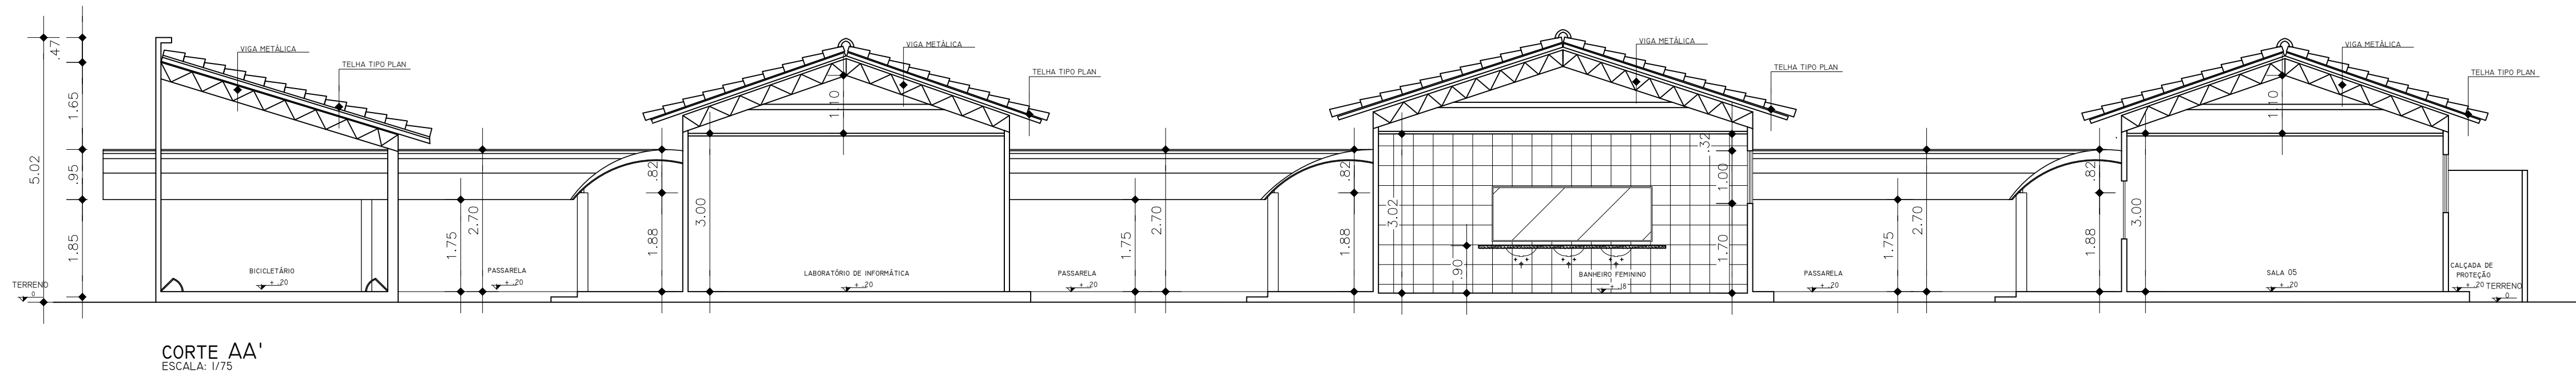 .47
1.65
5.02
.95
1.85
TERRENO
0
VIGA METÁLICA
TELHA TIPO PLAN
BICICLETÁRIO
+ .20
1.75
2.70
PASSARELA
+ .20
.82
1.88
3.00
1.10
VIGA METÁLICA
TELHA TIPO PLAN
LABORATÓRIO DE INFORMÁTICA
+ .20
PASSARELA
+ .20
1.75
2.70
.82
1.88
3.02
.90
VIGA METÁLICA
TELHA TIPO PLAN
.32
1.00
1.70
BANHEIRO FEMININO
+ .18
PASSARELA
+ .20
1.75
2.70
.82
1.88
3.00
1.10
VIGA METÁLICA
TELHA TIPO PLAN
SALA 05
+ .20
CALÇADA DE
PROTEÇÃO
+ .20
TERRENO
0
CORTE AA'
ESCALA: 1/75